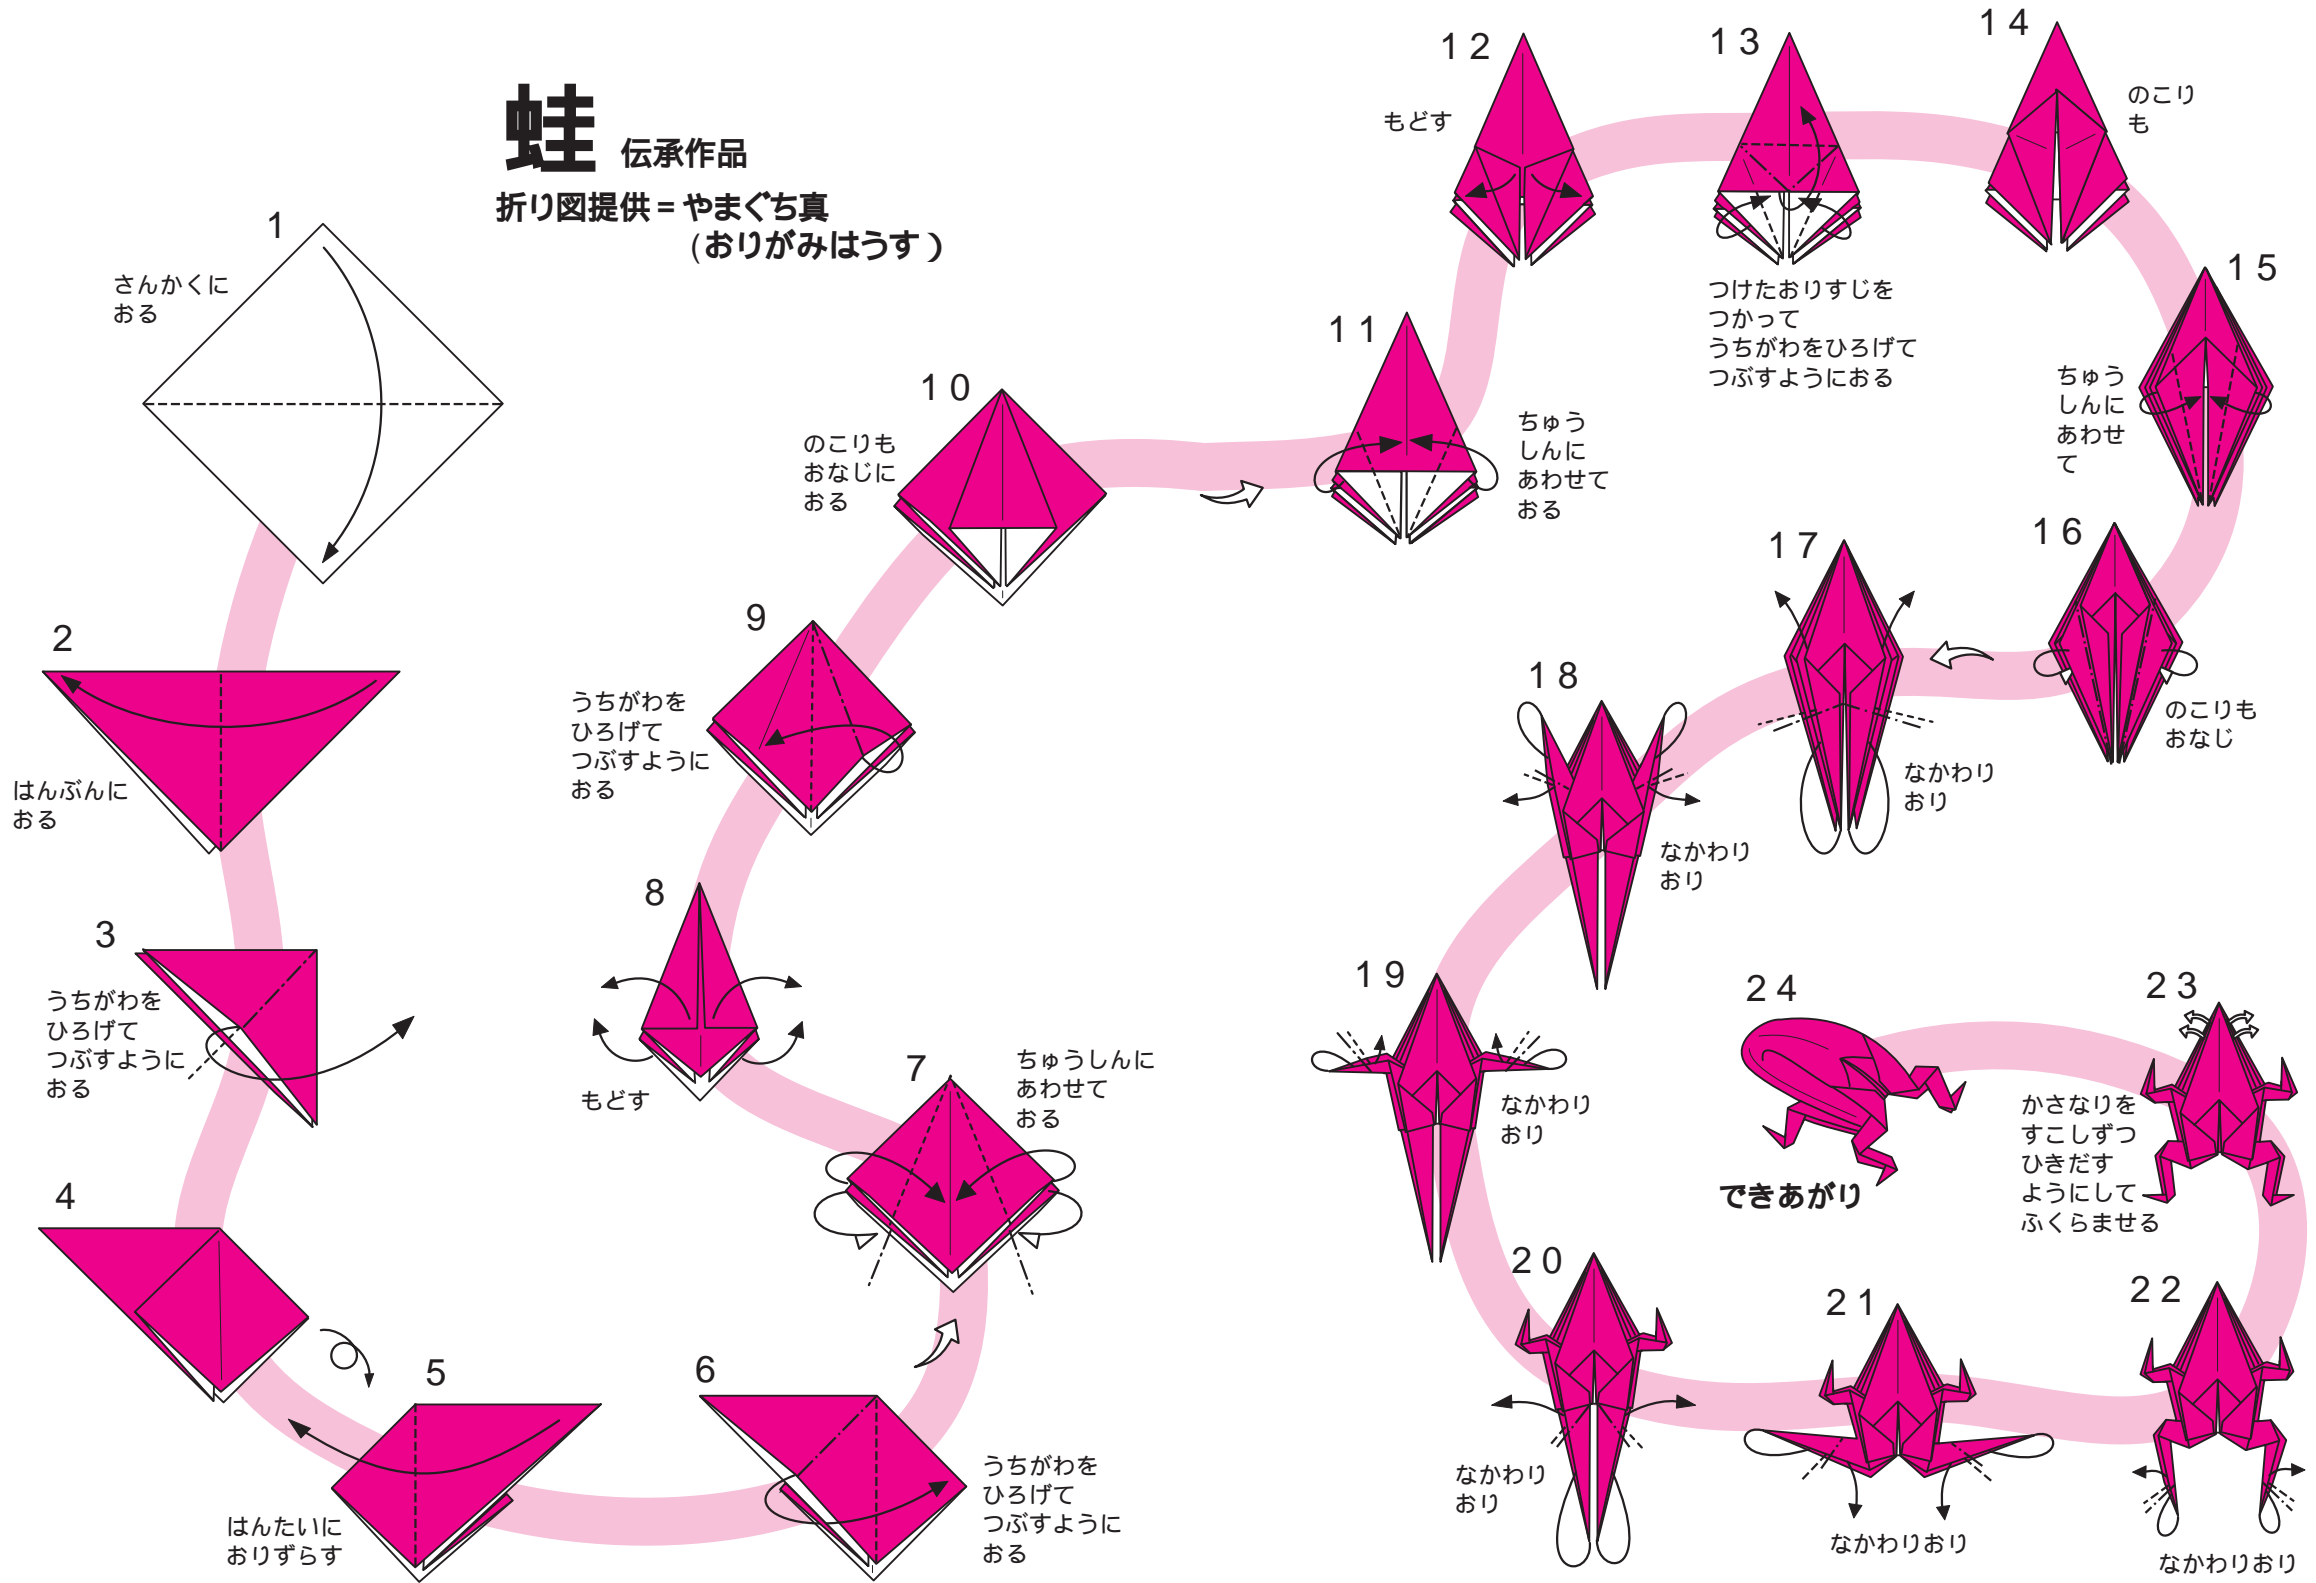 蛙 伝承作品
折り図提供=やまぐち真
(おりがみはうす)
1
さんかくに
おる
2
はんぶんに
おる
3
うちがわを
ひろげて
つぶすように
おる
4
5
はんたいに
おりずらす
6
うちがわを
ひろげて
つぶすように
おる
7
ちゅうしんに
あわせて
おる
8
もどす
9
うちがわを
ひろげて
つぶすように
おる
10
のこりも
おなじに
おる
11
ちゅう
しんに
あわせて
おる
12
もどす
13
つけたおりすじを
つかって
うちがわをひろげて
つぶすようにおる
14
のこり
も
15
ちゅう
しんに
あわせ
て
16
のこりも
おなじ
17
なかわり
おり
18
なかわり
おり
19
なかわり
おり
20
なかわり
おり
21
なかわりおり
22
なかわりおり
23
かさなりを
すこしずつ
ひきだす
ようにして
ふくらませる
24
できあがり